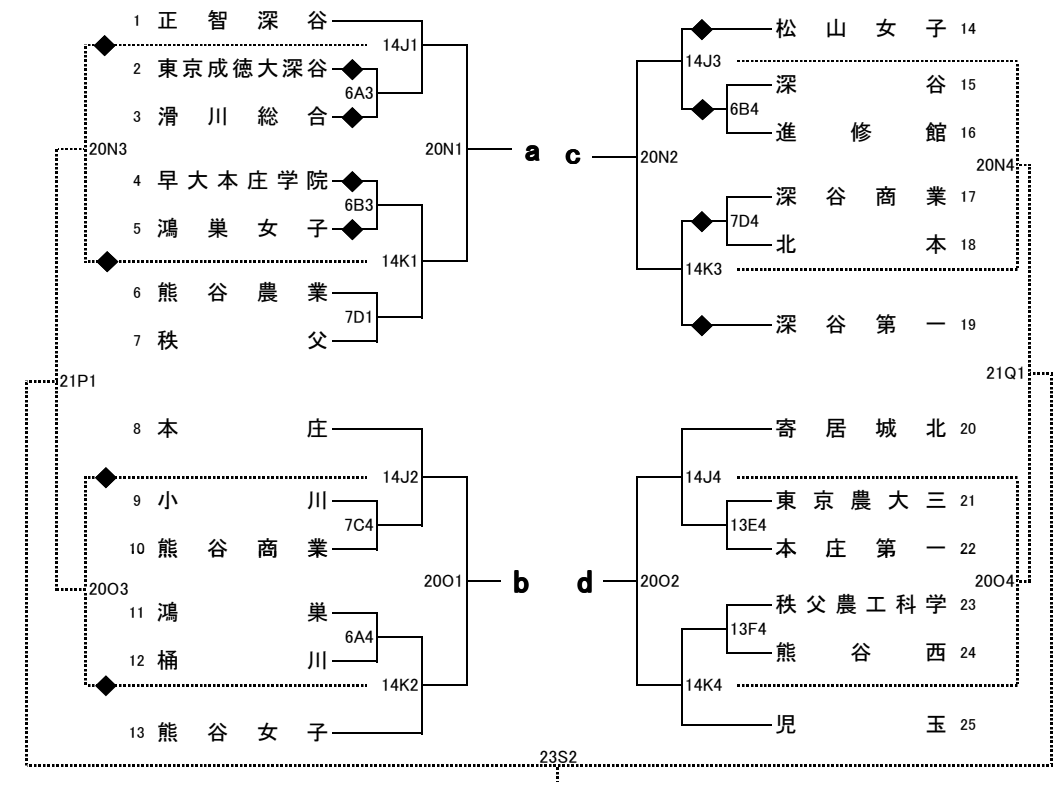 1 正智深谷
14J1
2 東京成徳大深谷
6A3
3 滑川総合
20N3
20N1
a
4 早大本庄学院
6B3
5 鴻巣女子
14K1
6 熊谷農業
7D1
7 秩父
21P1
8 本庄
14J2
9 小川
7C4
10 熊谷商業
20O3
20O1
b
11 鴻巣
6A4
12 桶川
14K2
13 熊谷女子
松山女子 14
14J3
深谷 15
6B4
進修館 16
c
20N2
20N4
深谷商業 17
7D4
北本 18
14K3
深谷第一 19
21Q1
寄居城北 20
14J4
東京農大三 21
13E4
本庄第一 22
d
20O2
20O4
秩父農工科学 23
13F4
熊谷西 24
14K4
児玉 25
23S2